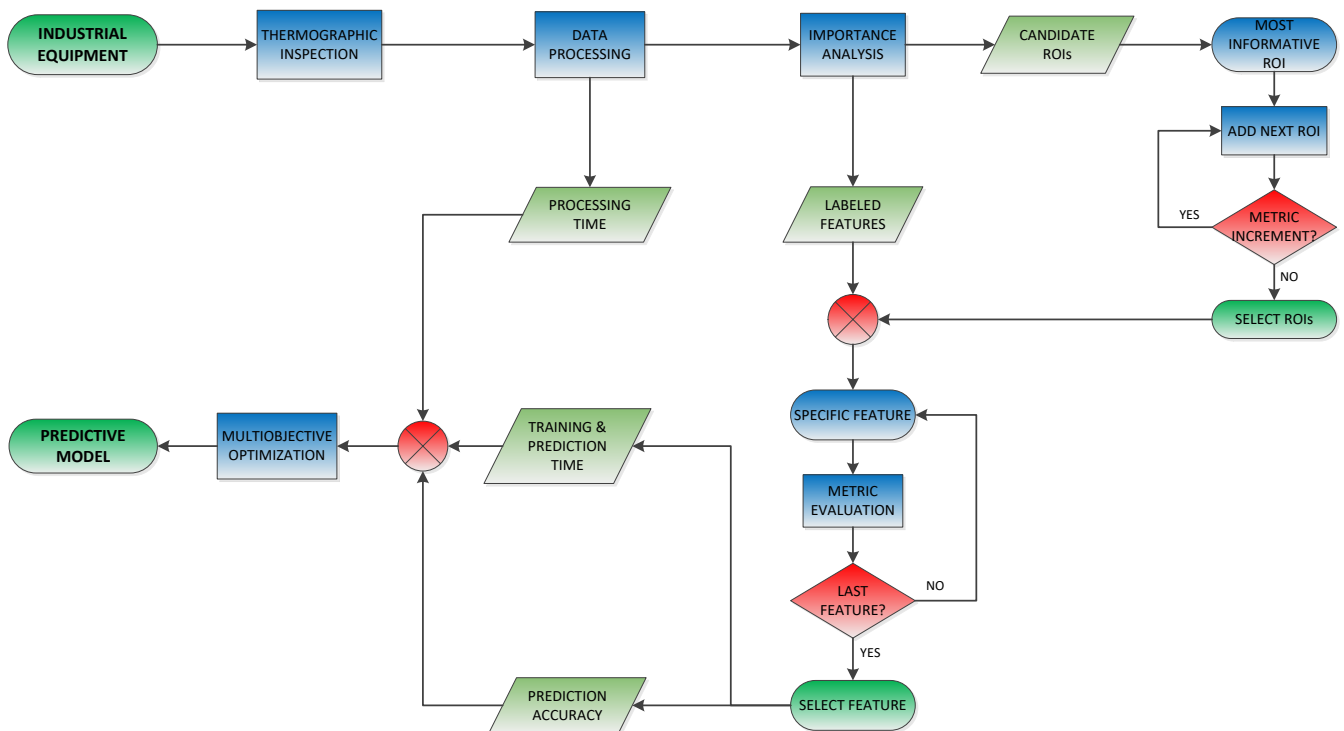 INDUSTRIAL
EQUIPMENT
THERMOGRAPHIC
INSPECTION
DATA
PROCESSING
IMPORTANCE
ANALYSIS
CANDIDATE
ROIs
MOST
INFORMATIVE
ROI
ADD NEXT ROI
YES
METRIC
INCREMENT?
NO
SELECT ROIs
PROCESSING
TIME
LABELED
FEATURES
SPECIFIC FEATURE
METRIC
EVALUATION
LAST
FEATURE?
NO
YES
SELECT FEATURE
TRAINING &
PREDICTION
TIME
PREDICTION
ACCURACY
MULTIOBJECTIVE
OPTIMIZATION
PREDICTIVE
MODEL